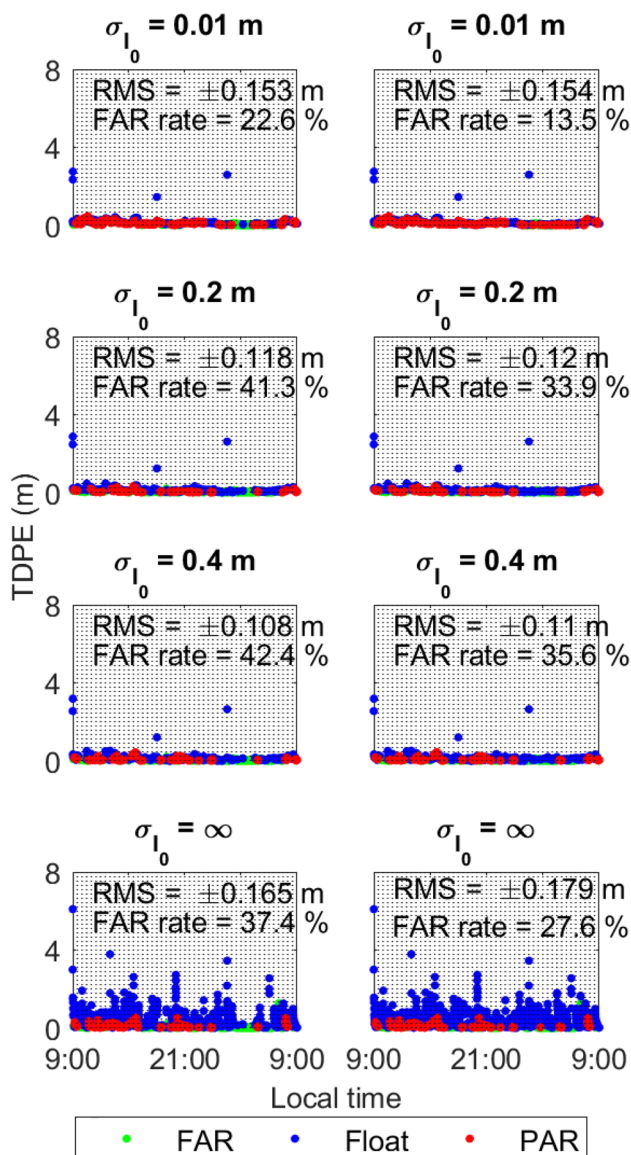 σI0 = 0.01 m σI0 = 0.01 m
8
RMS = ±0.153 m RMS = ±0.154 m
FAR rate = 22.6 % FAR rate = 13.5 %
4
0
σI0 = 0.2 m σI0 = 0.2 m
8
RMS = ±0.118 m RMS = ±0.12 m
FAR rate = 41.3 % FAR rate = 33.9 %
4
0
TDPE (m)
σI0 = 0.4 m σI0 = 0.4 m
8
RMS = ±0.108 m RMS = ±0.11 m
FAR rate = 42.4 % FAR rate = 35.6 %
4
0
σI0 = ∞ σI0 = ∞
8
RMS = ±0.165 m RMS = ±0.179 m
FAR rate = 37.4 % FAR rate = 27.6 %
4
0
9:00 21:00 9:00 9:00 21:00 9:00
Local time
FAR Float PAR